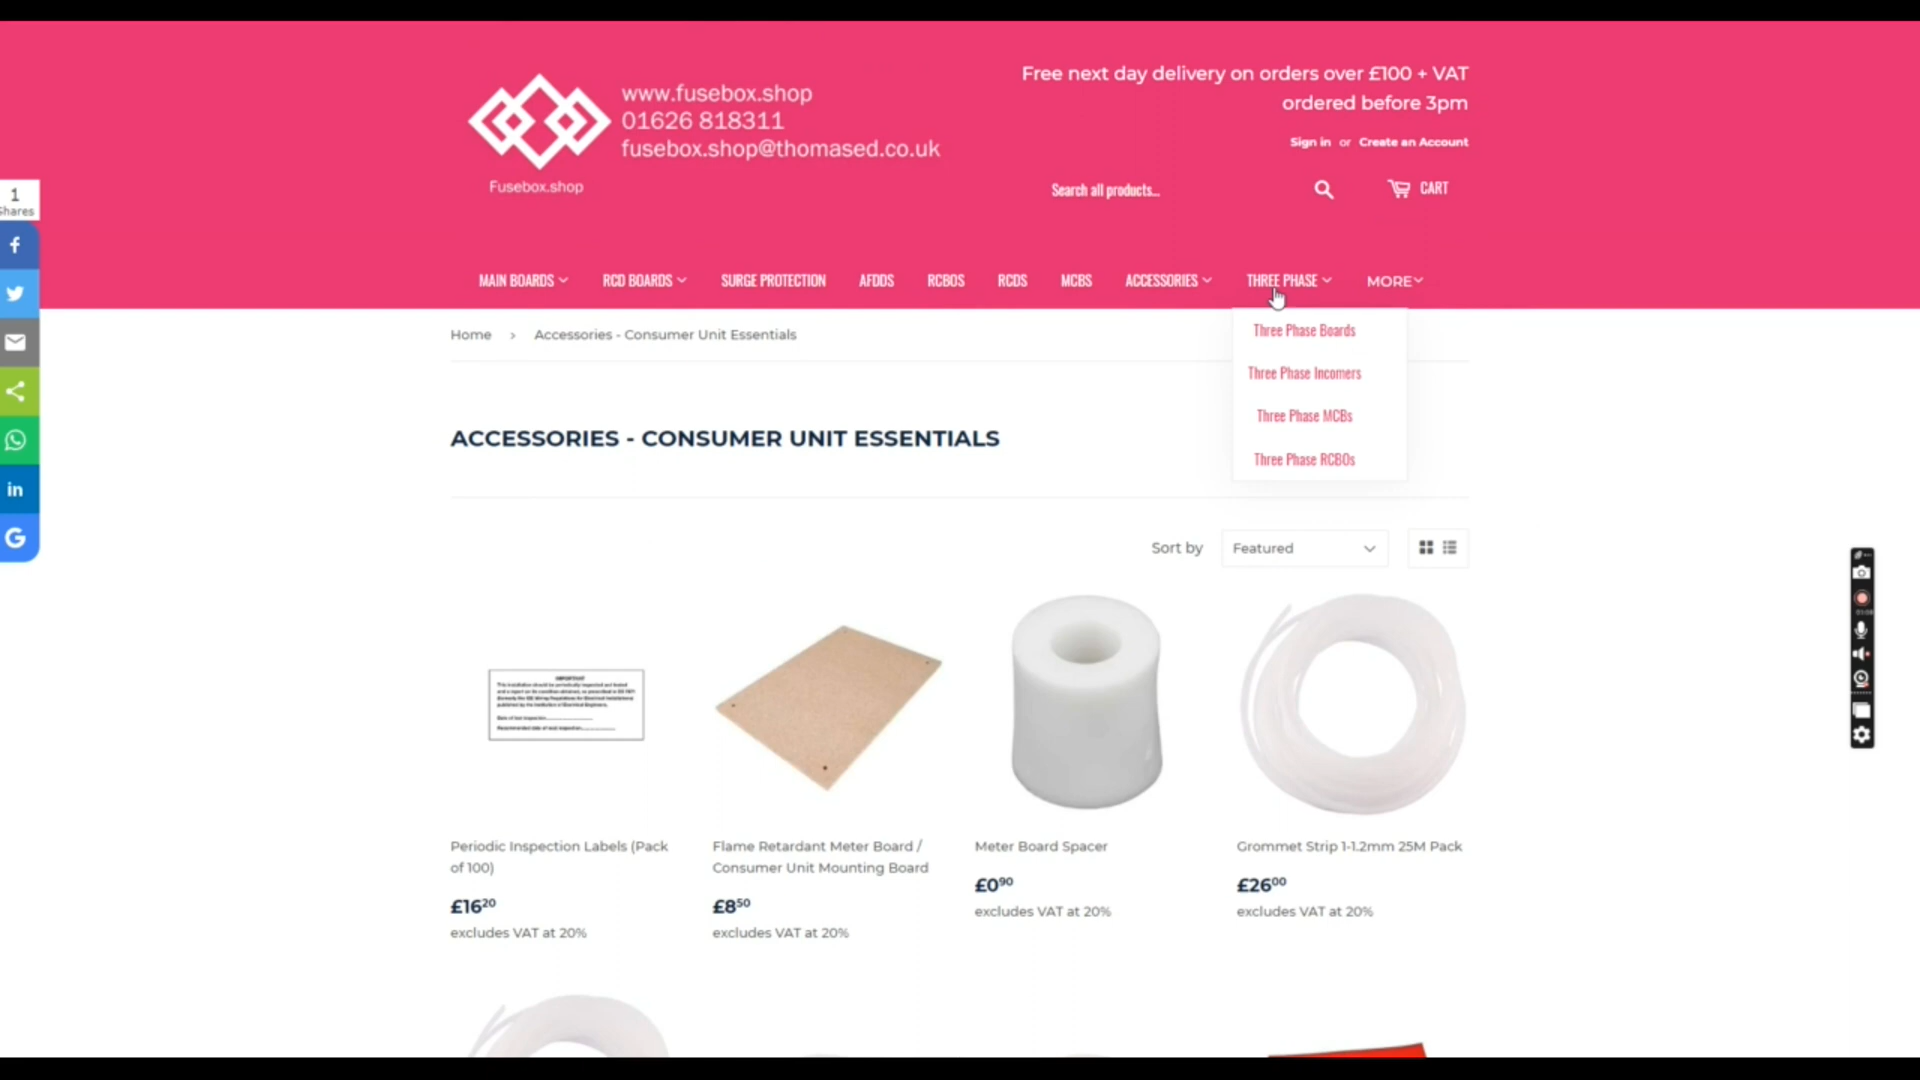 www.fusebox.shop
01626 818311
fusebox.shop@thomased.co.uk
Fusebox.shop
Free next day delivery on orders over £100 + VAT
ordered before 3pm
Sign in or Create an Account
Search all products...
CART
1
Shares
MAIN BOARDS RCD BOARDS SURGE PROTECTION AFDDS RCBOS RCDS MCBS ACCESSORIES THREE PHASE MORE
Three Phase Boards
Three Phase Incomers
Three Phase MCBs
Three Phase RCBOs
Home › Accessories - Consumer Unit Essentials
ACCESSORIES - CONSUMER UNIT ESSENTIALS
Sort by Featured
IMPORTANT
Periodic Inspection Labels (Pack
of 100)
£16.20
excludes VAT at 20%
Flame Retardant Meter Board /
Consumer Unit Mounting Board
£8.50
excludes VAT at 20%
Meter Board Spacer
£0.90
excludes VAT at 20%
Grommet Strip 1-1.2mm 25M Pack
£26.00
excludes VAT at 20%